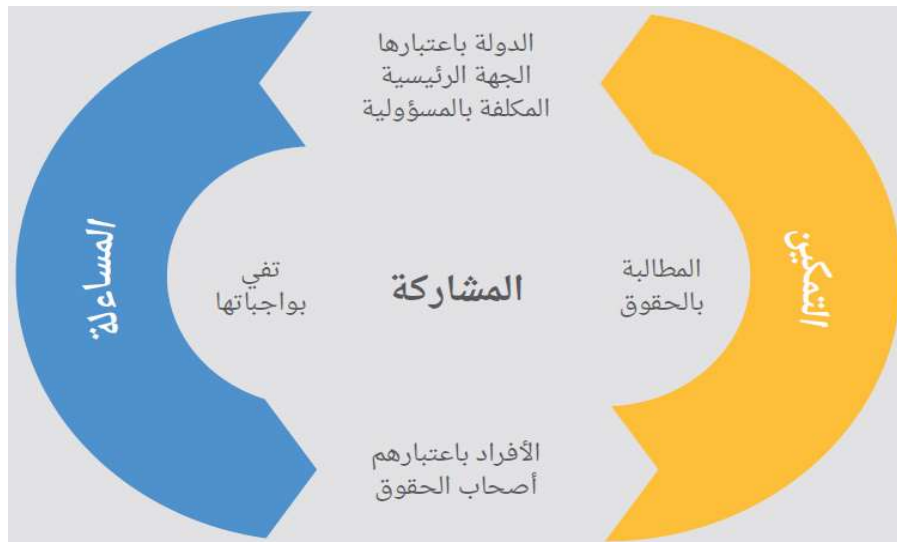 الدولة باعتبارها
الجهة الرئيسية
المكلفة بالمسؤولية
التمكين
المطالبة
بالحقوق
المشاركة
تفي
بواجباتها
المساءلة
الأفراد باعتبارهم
أصحاب الحقوق